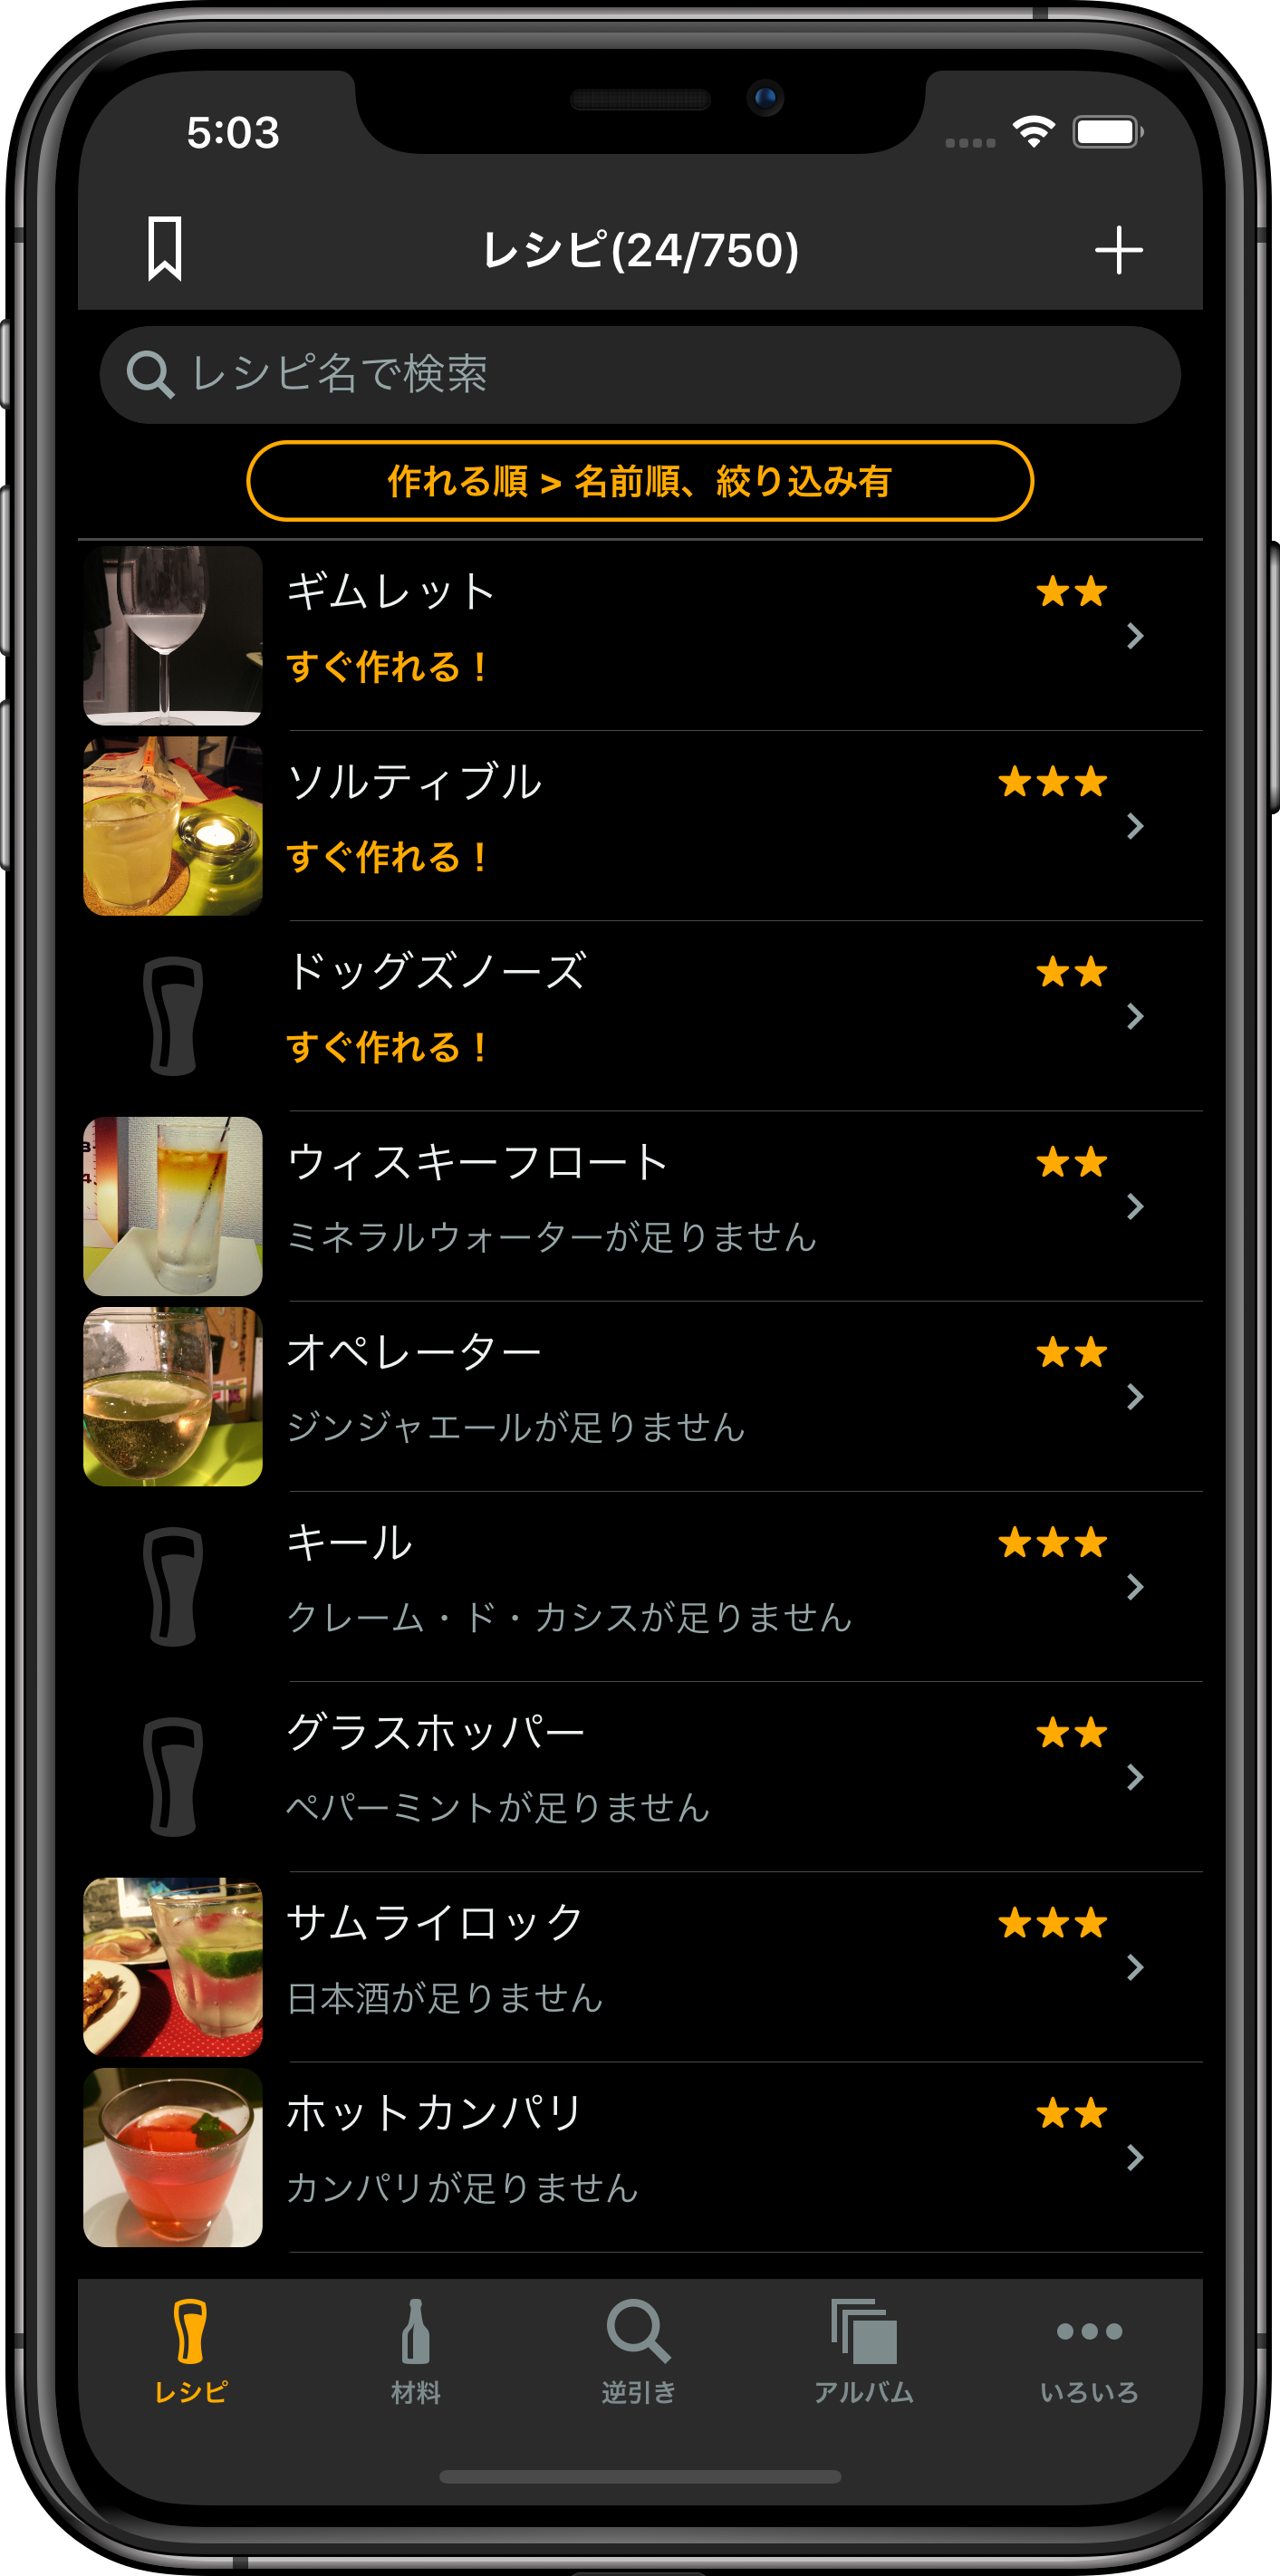 5:03
レシピ(24/750)
レシピ名で検索
作れる順 > 名前順、絞り込み有
ギムレット
すぐ作れる！
ソルティブル
すぐ作れる！
ドッグズノーズ
すぐ作れる！
ウィスキーフロート
ミネラルウォーターが足りません
オペレーター
ジンジャエールが足りません
キール
クレーム・ド・カシスが足りません
グラスホッパー
ペパーミントが足りません
サムライロック
日本酒が足りません
ホットカンパリ
カンパリが足りません
レシピ
材料
逆引き
アルバム
いろいろ